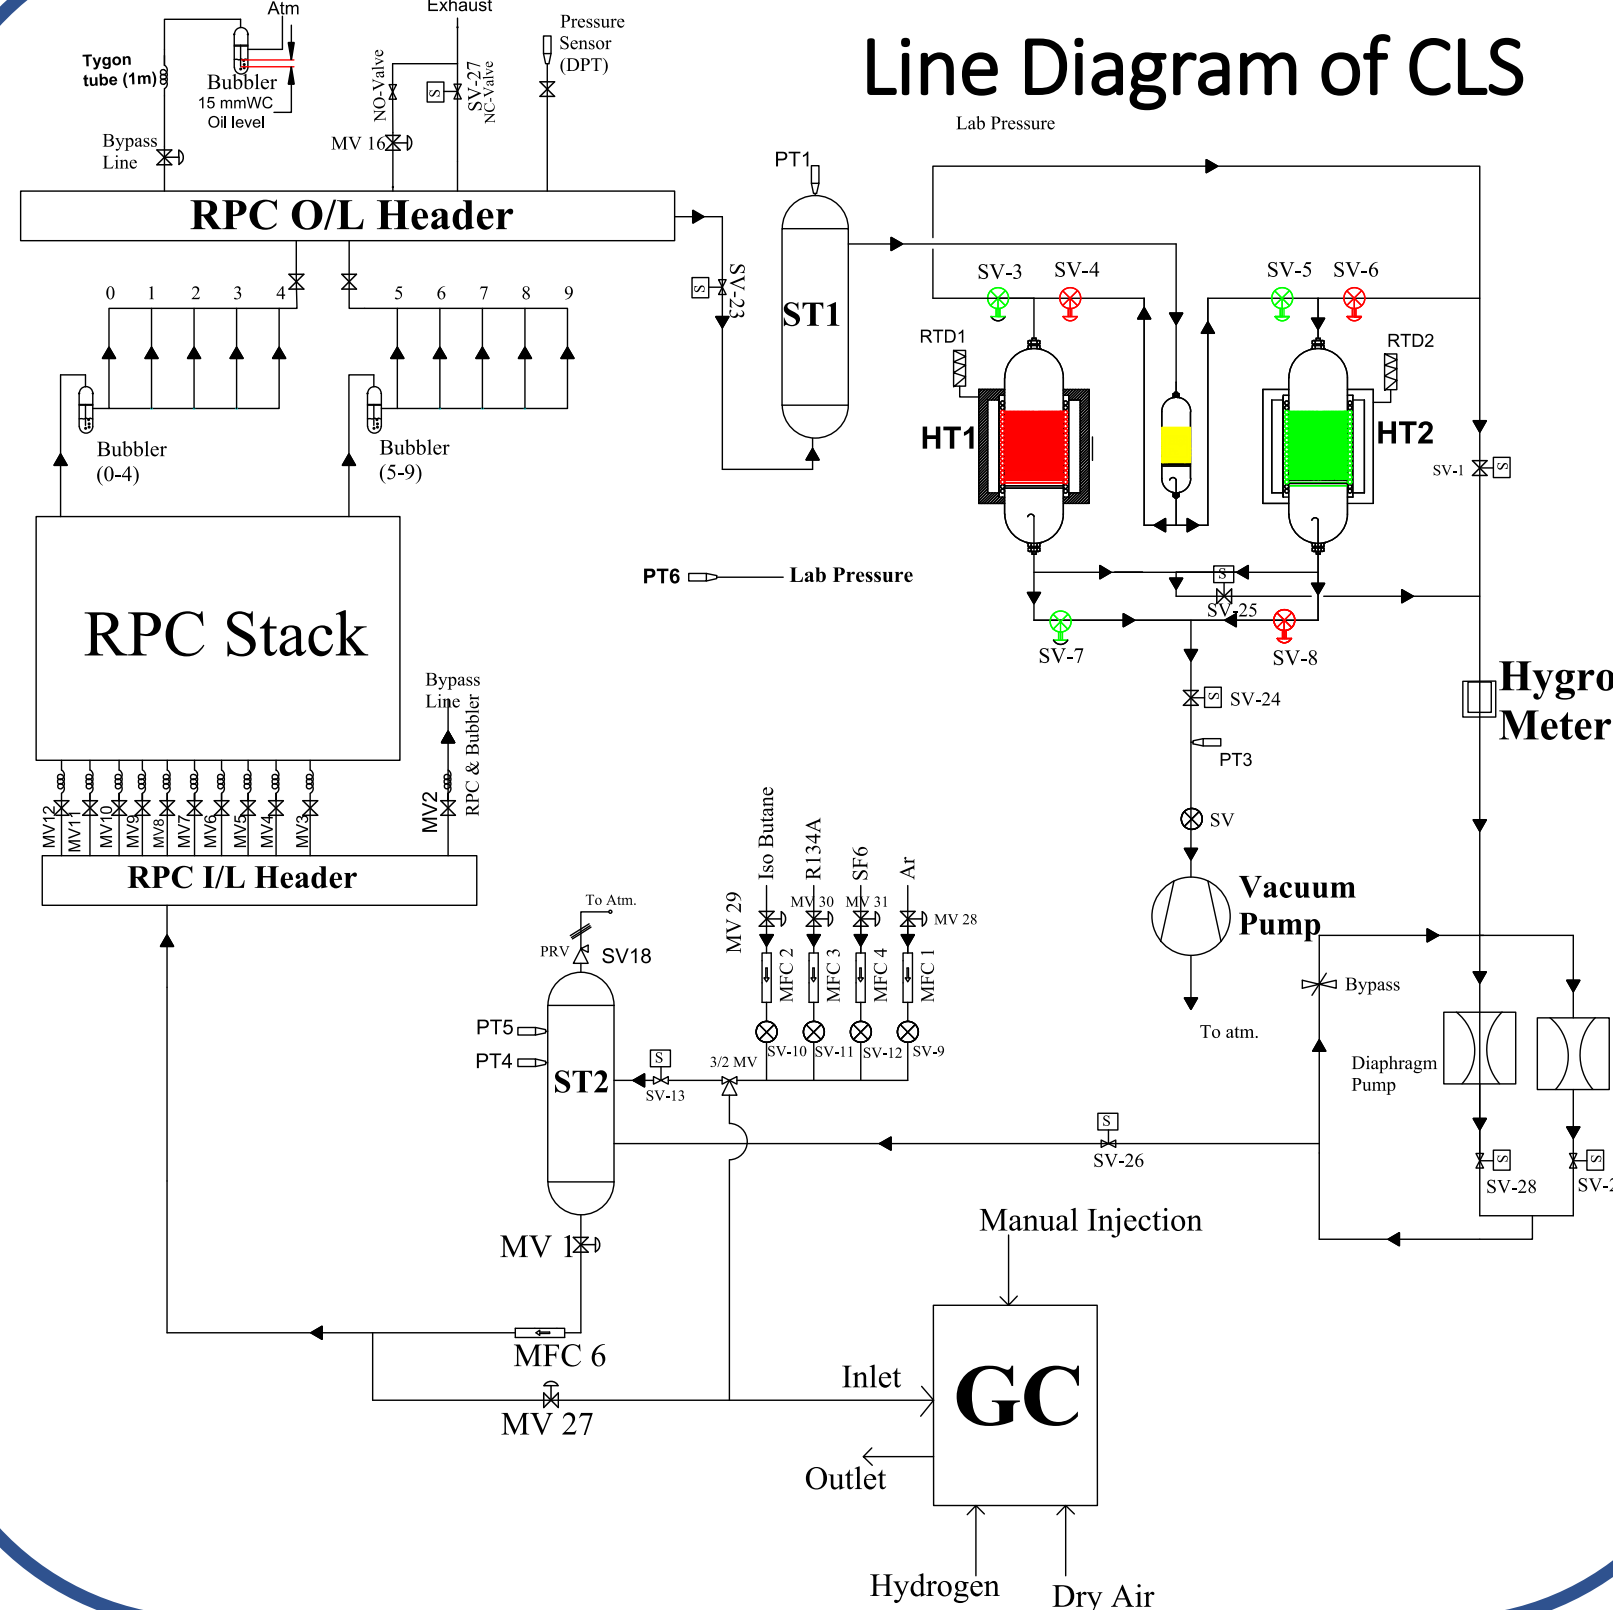 Line Diagram of CLS
Atm
Exhaust
Pressure
Sensor
(DPT)
Tygon
tube (1m)
Bubbler
15 mmWC
Oil level
NO-Valve
S
SV-27
NC-Valve
Bypass
Line
MV 16
Lab Pressure
PT1
RPC O/L Header
S
SV-23
ST1
SV-3
SV-4
SV-5
SV-6
RTD1
RTD2
HT1
HT2
0
1
2
3
4
5
6
7
8
9
Bubbler
(0-4)
Bubbler
(5-9)
SV-1
S
PT6
Lab Pressure
S
SV-25
RPC Stack
SV-7
SV-8
Bypass
Line
RPC & Bubbler
S
SV-24
Hygro
Meter
PT3
MV12
MV11
MV10
MV9
MV8
MV7
MV6
MV5
MV4
MV3
MV2
SV
RPC I/L Header
Iso Butane
R134A
SF6
Ar
MV 29
MV 30
MV 31
MV 28
Vacuum
Pump
To Atm.
PRV
SV18
MFC 2
MFC 3
MFC 4
MFC 1
Bypass
To atm.
PT5
PT4
ST2
SV-10
SV-11
SV-12
SV-9
S
SV-13
3/2 MV
Diaphragm
Pump
S
SV-26
S
SV-28
S
MV 1
Manual Injection
MFC 6
MV 27
Inlet
GC
Outlet
Hydrogen
Dry Air